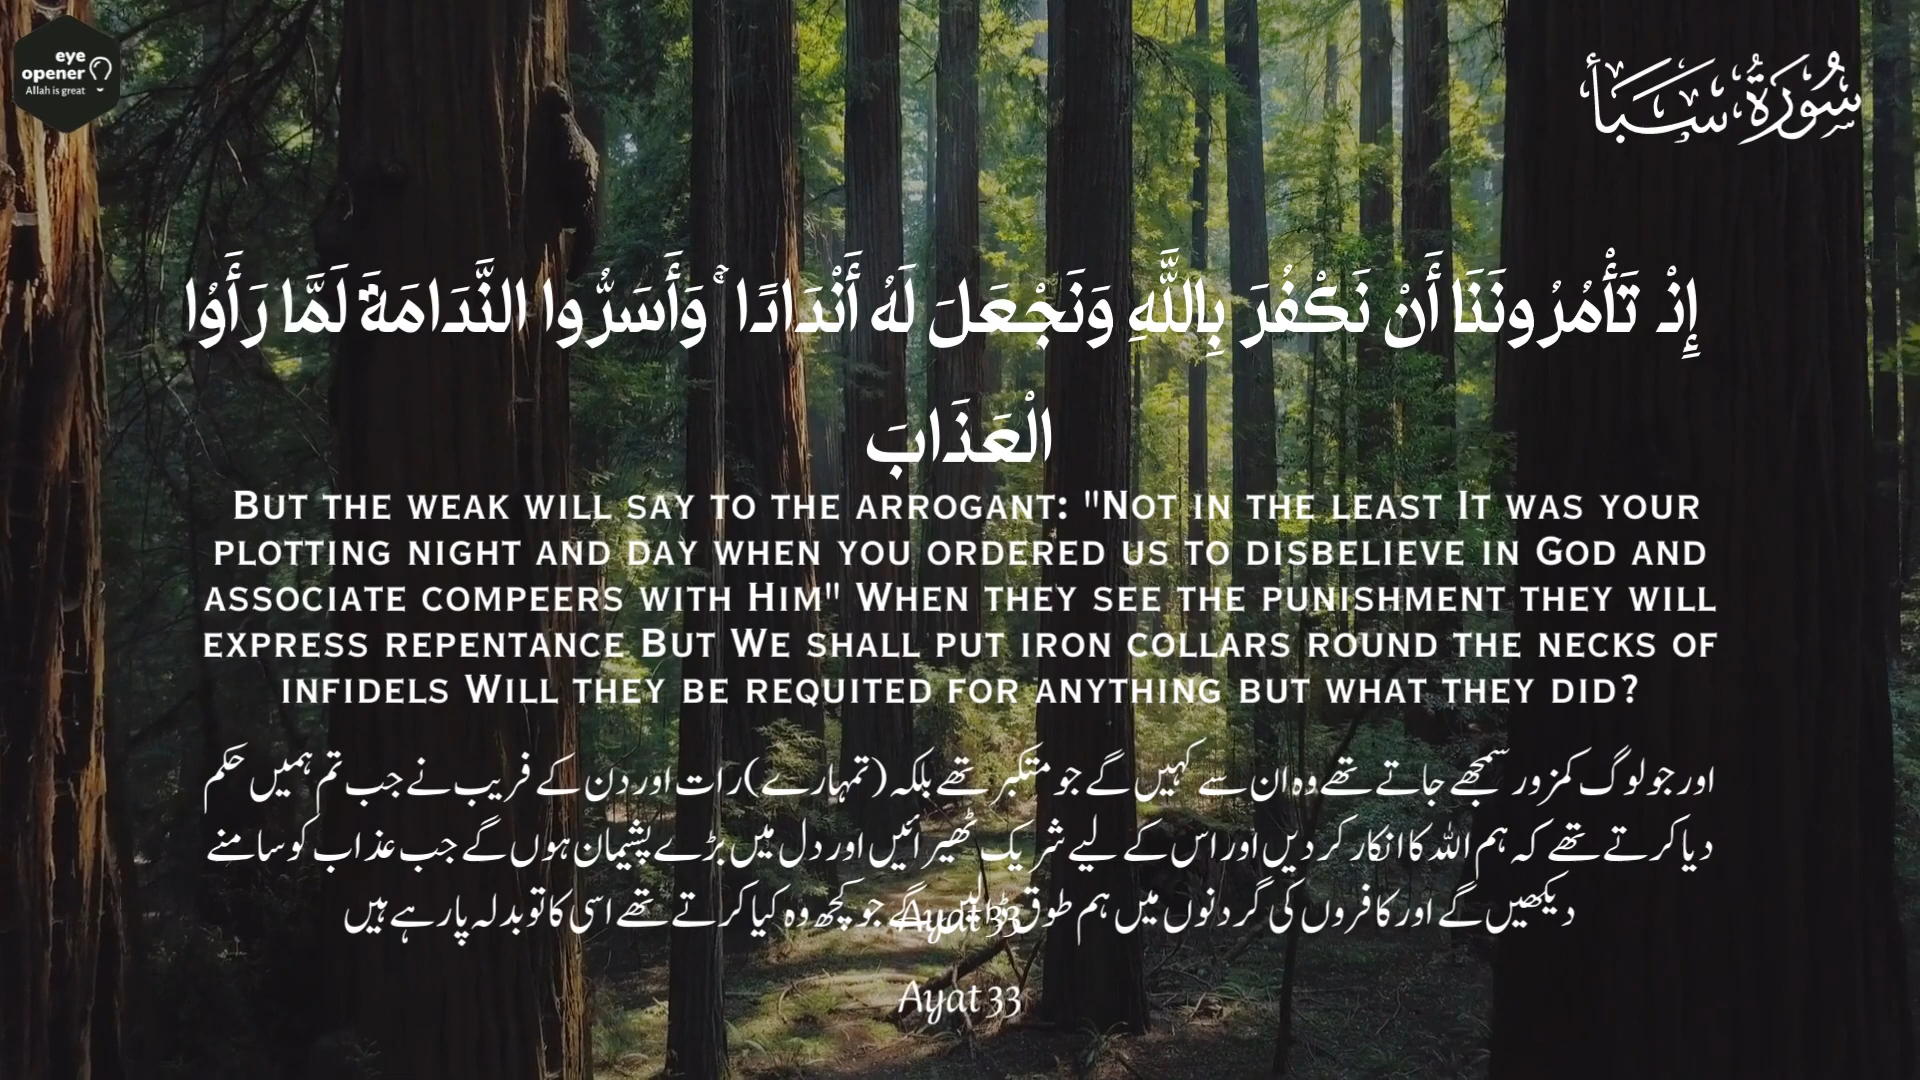 eye
opener
Allah is great
سُورَةُ سَبَأ
إِذْ تَأْمُرُونَنَا أَنْ نَكْفُرَ بِاللَّهِ وَنَجْعَلَ لَهُ أَنْدَادًا ۚ وَأَسَرُّوا النَّدَامَةَ لَمَّا رَأَوُا
الْعَذَابَ
But the weak will say to the arrogant: "Not in the least It was your
plotting night and day when you ordered us to disbelieve in God and
associate compeers with Him" When they see the punishment they will
express repentance But We shall put iron collars round the necks of
infidels Will they be requited for anything but what they did?
اور جو لوگ کمزور سمجھے جاتے تھے وہ ان سے کہیں گے جو متکبر تھے بلکہ (تمہارے) رات اور دن کے فریب نے جب تم ہمیں حکم
دیا کرتے تھے کہ ہم الله کا انکار کر دیں اور اس کے لیے شریک ٹھیرائیں اور دل میں بڑے پشیمان ہوں گے جب عذاب کو سامنے
دیکھیں گے اور کافروں کی گردنوں میں ہم طوق ڈالیں گے جو کچھ وہ کیا کرتے تھے اسی کا تو بدلہ پا رہے ہیں
Ayat 33
Ayat 33